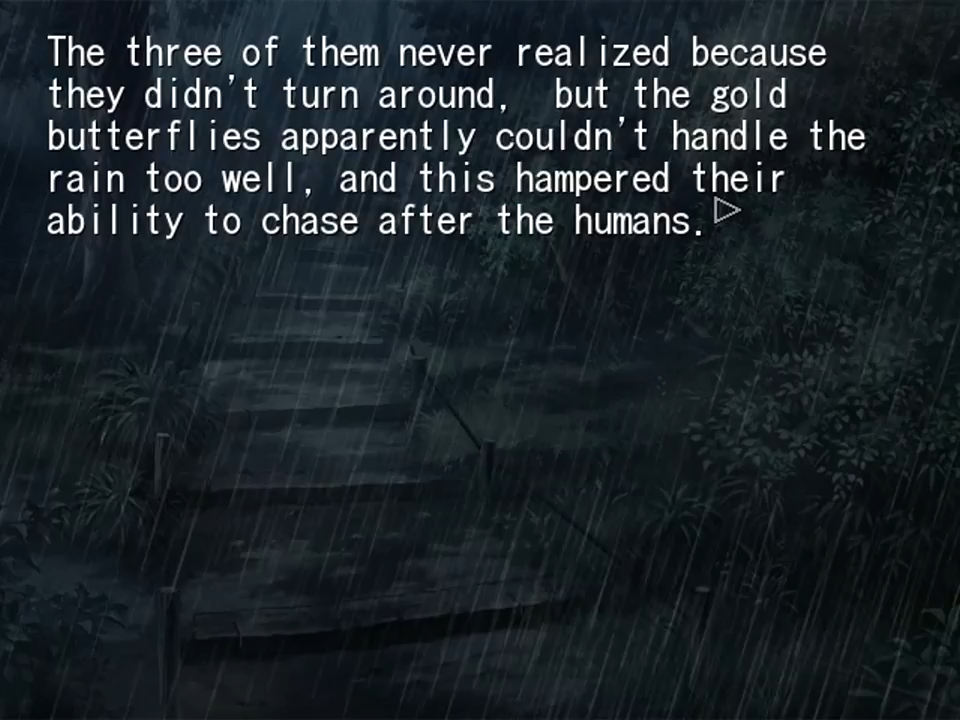 The three of them never realized because
they didn't turn around,  but the gold
butterflies apparently couldn't handle the
rain too well, and this hampered their
ability to chase after the humans.